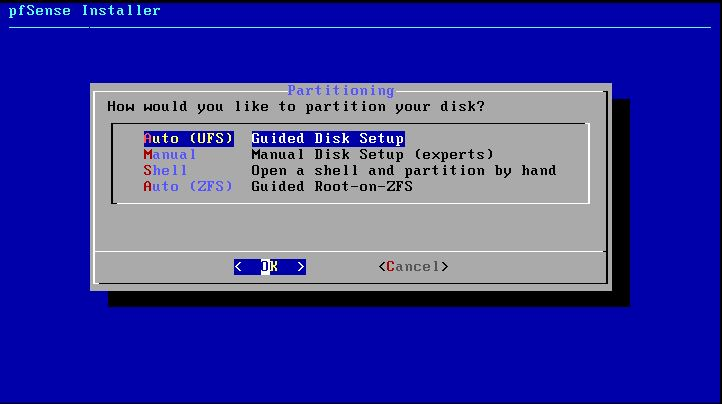 pfSense Installer
Partitioning
How would you like to partition your disk?
Auto (UFS) Guided Disk Setup
Manual Manual Disk Setup (experts)
Shell Open a shell and partition by hand
Auto (ZFS) Guided Root-on-ZFS
< OK > <Cancel>